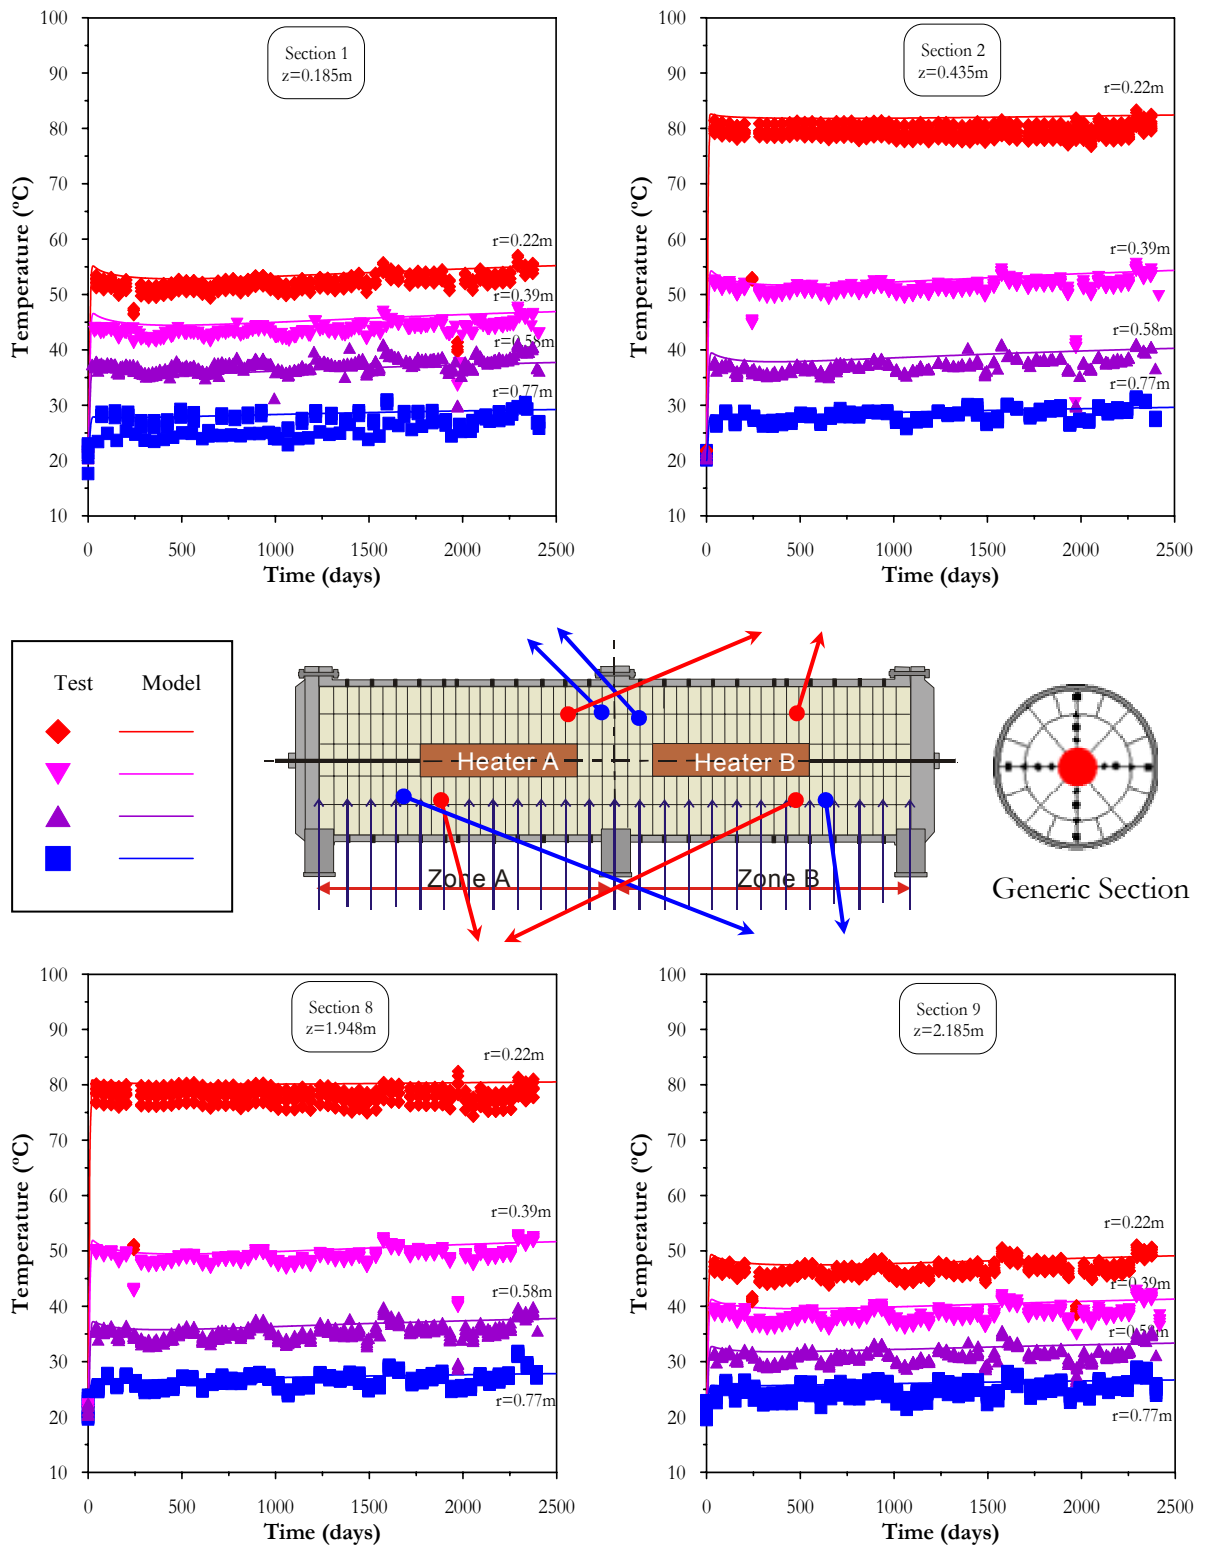 100
90
80
70
60
50
40
30
20
10
Temperature (ºC)
Section 1
z=0.185m
r=0.22m
r=0.39m
r=0.58m
r=0.77m
0 500 1000 1500 2000 2500
Time (days)
100
90
80
70
60
50
40
30
20
10
Temperature (ºC)
Section 2
z=0.435m
r=0.22m
r=0.39m
r=0.58m
r=0.77m
0 500 1000 1500 2000 2500
Time (days)
Test Model
Heater A
Heater B
Zone A
Zone B
Generic Section
100
90
80
70
60
50
40
30
20
10
Temperature (ºC)
Section 8
z=1.948m
r=0.22m
r=0.39m
r=0.58m
r=0.77m
0 500 1000 1500 2000 2500
Time (days)
100
90
80
70
60
50
40
30
20
10
Temperature (ºC)
Section 9
z=2.185m
r=0.22m
r=0.39m
r=0.58m
r=0.77m
0 500 1000 1500 2000 2500
Time (days)